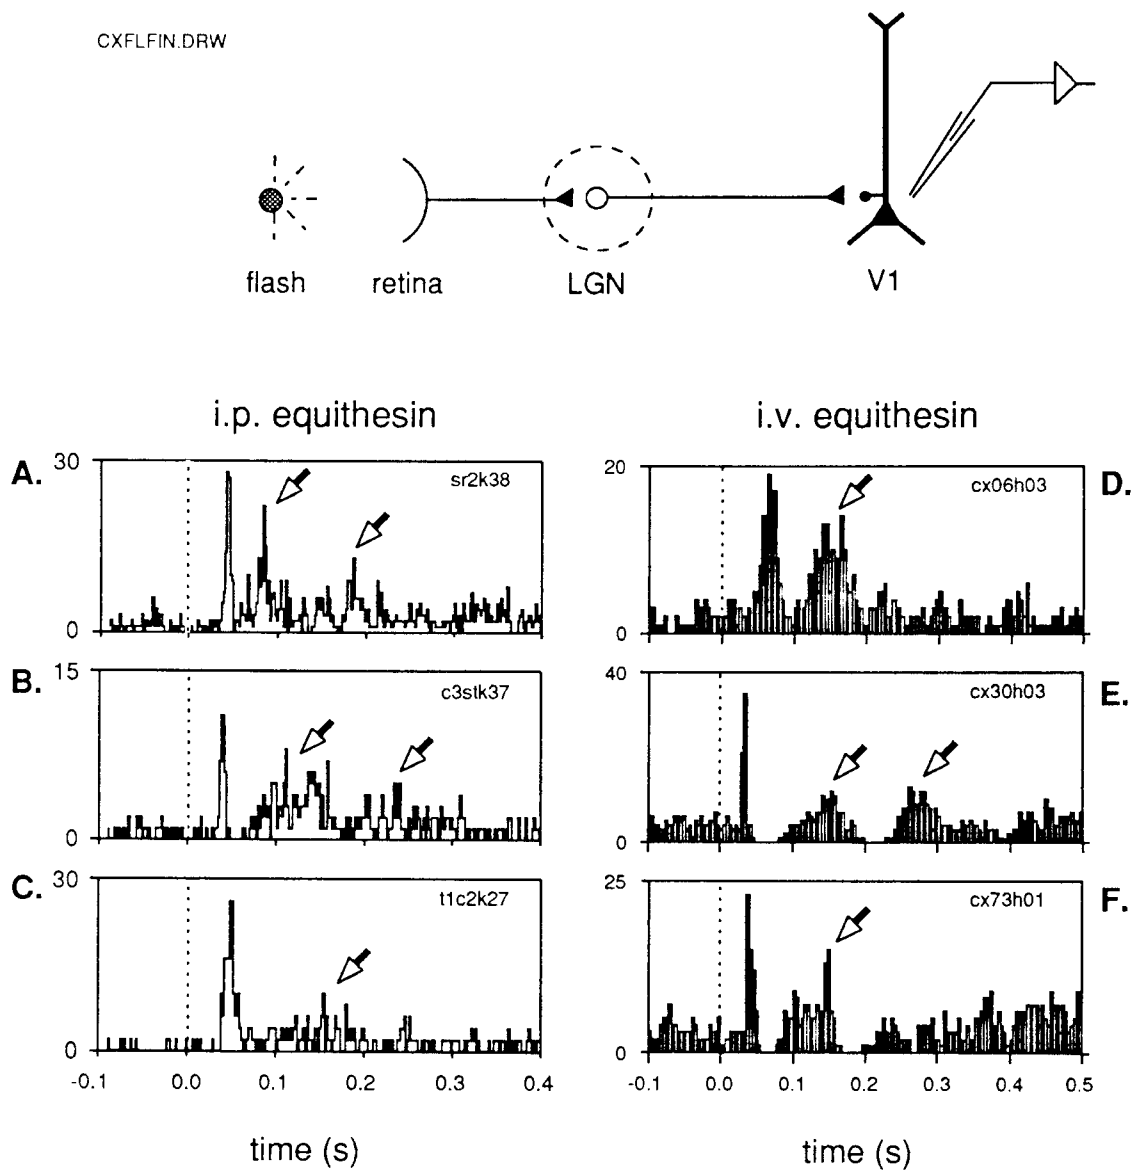 CXFLFIN.DRW
flash retina LGN V1
i.p. equithesin
A.
30
sr2k38
0
B.
15
c3stk37
0
C.
30
t1c2k27
0
-0.1 0.0 0.1 0.2 0.3 0.4
time (s)
i.v. equithesin
D.
20
cx06h03
10
0
E.
40
cx30h03
20
0
F.
25
cx73h01
0
-0.1 0.0 0.1 0.2 0.3 0.4 0.5
time (s)